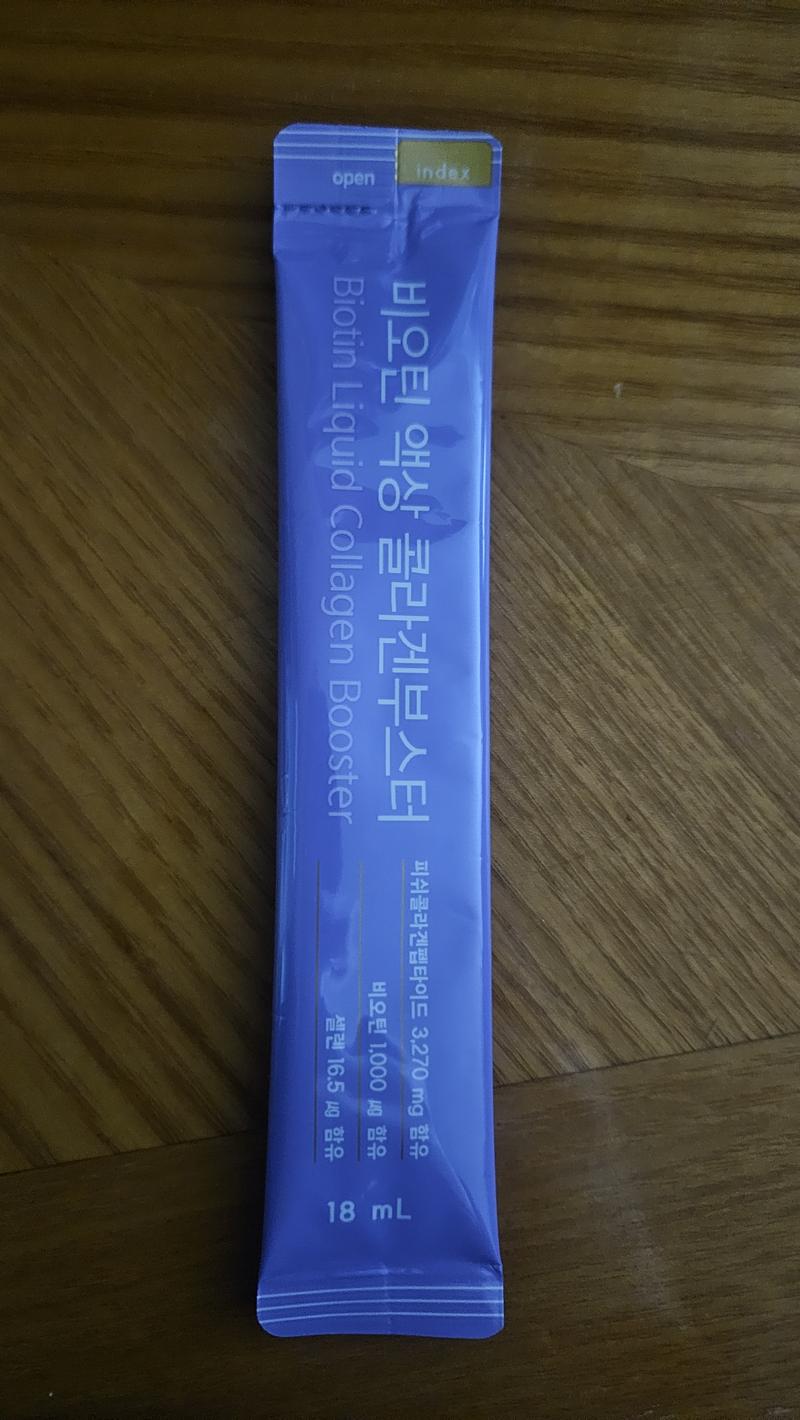 open
index
비오틴 액상 콜라겐부스터
Biotin Liquid Collagen Booster
피쉬콜라겐펩타이드 3,270 mg 함유
비오틴 1,000 ㎍ 함유
셀렌 16.5 ㎍ 함유
18 mL